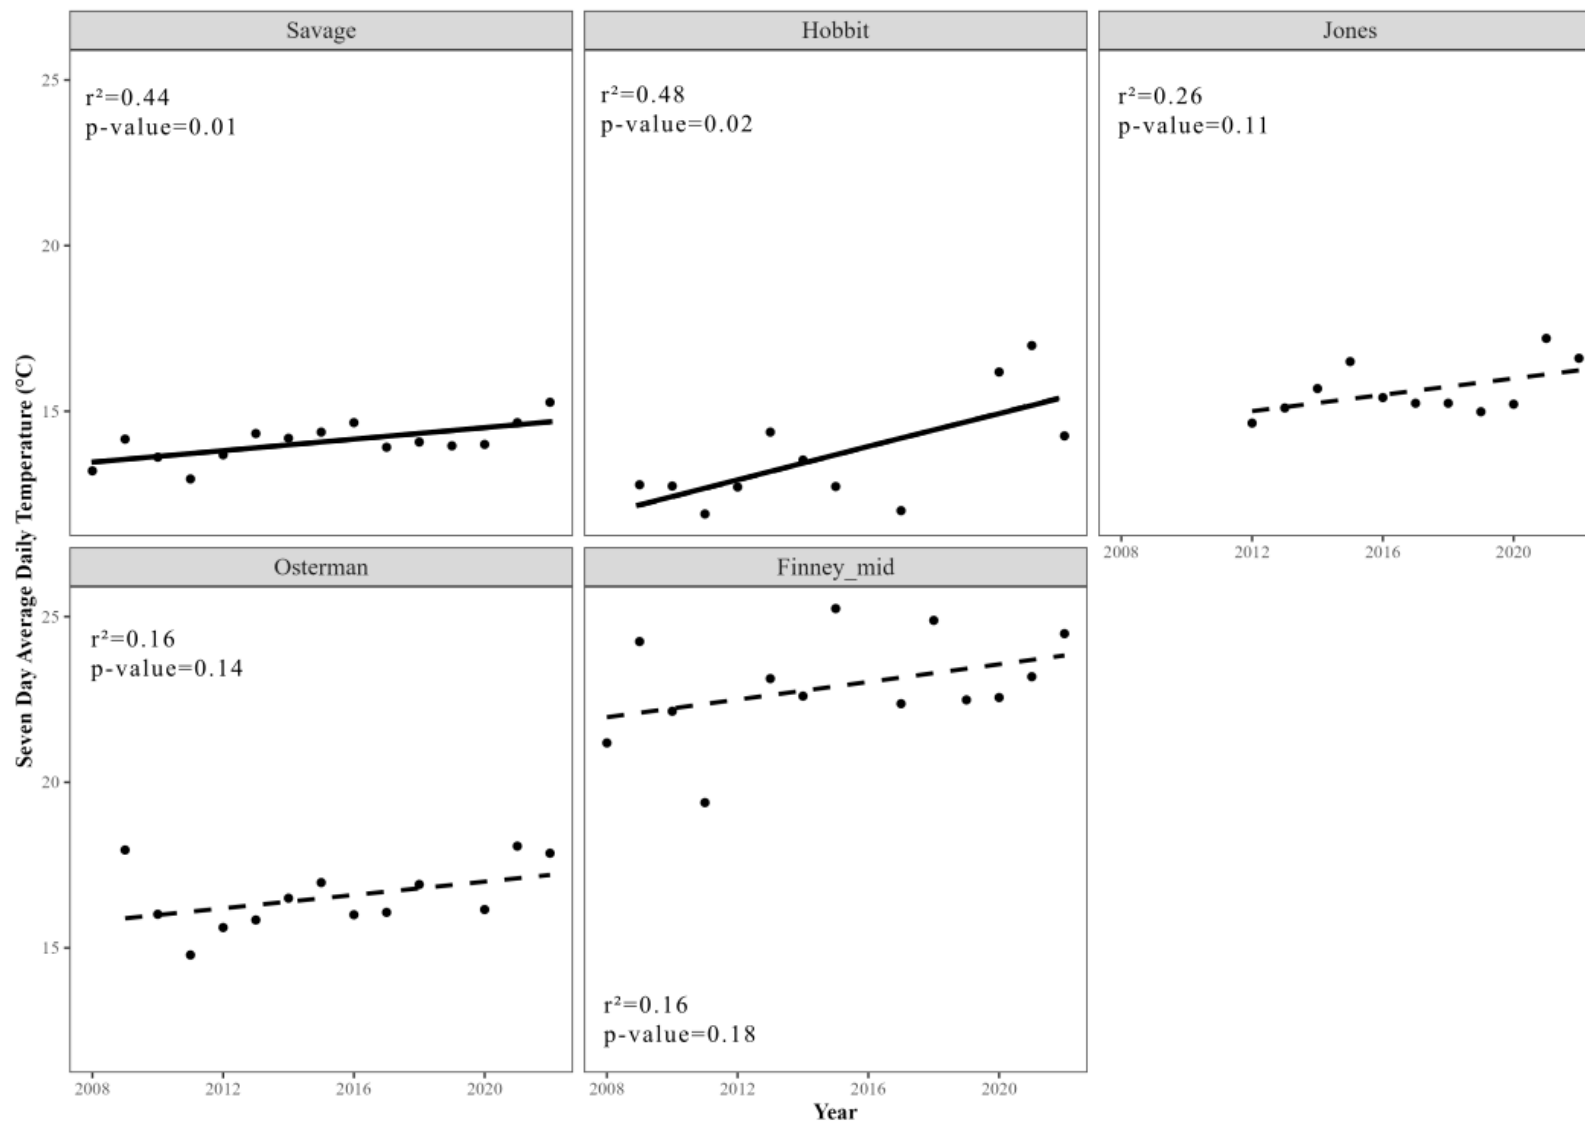 Savage
Hobbit
Jones
25
20
15
r²=0.44
p-value=0.01
r²=0.48
p-value=0.02
r²=0.26
p-value=0.11
2008
2012
2016
2020
Seven Day Average Daily Temperature (°C)
Osterman
Finney_mid
25
20
15
r²=0.16
p-value=0.14
r²=0.16
p-value=0.18
2008
2012
2016
2020
2008
2012
2016
2020
Year